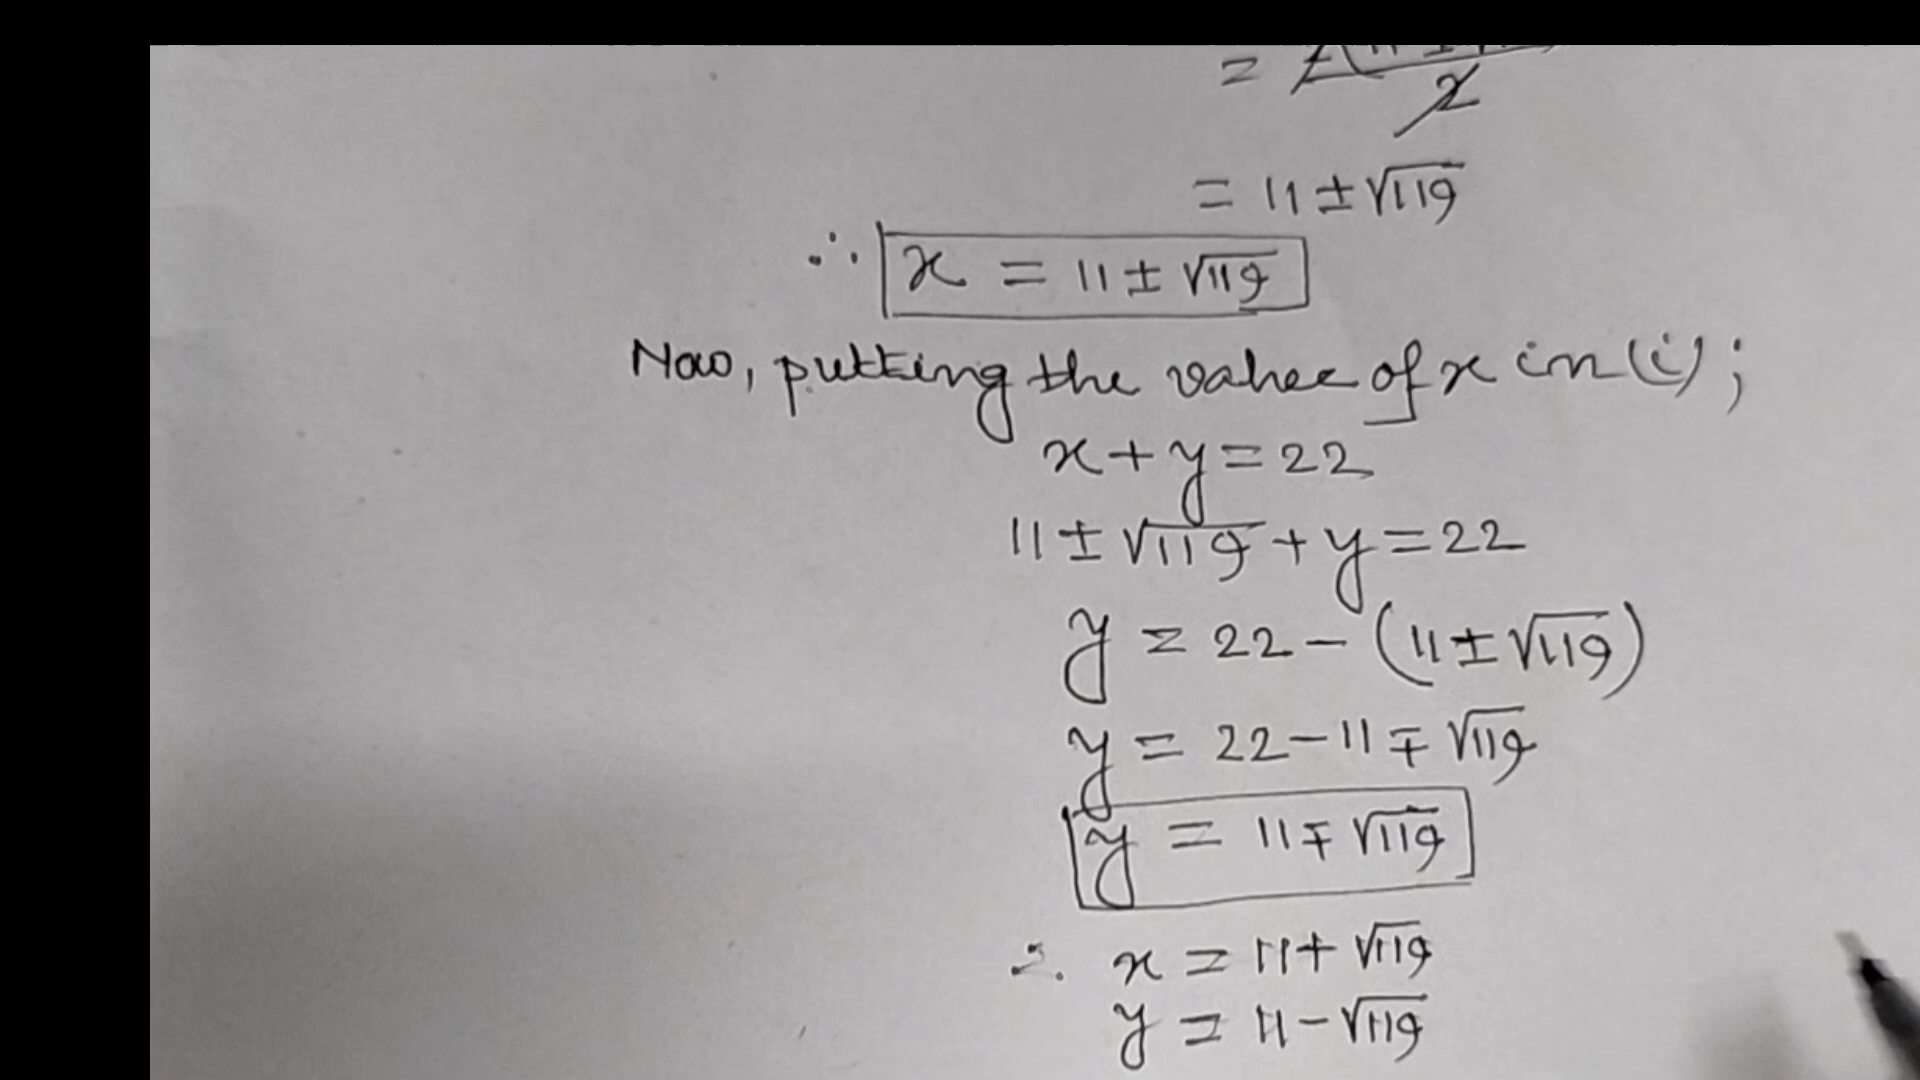 = 2
= 11 ± √119
∴ x = 11 ± √119
Now, putting the value of x in (i);
x + y = 22
11 ± √119 + y = 22
y = 22 - (11 ± √119)
y = 22 - 11 ∓ √119
y = 11 ∓ √119
∴ x = 11 + √119
y = 11 - √119